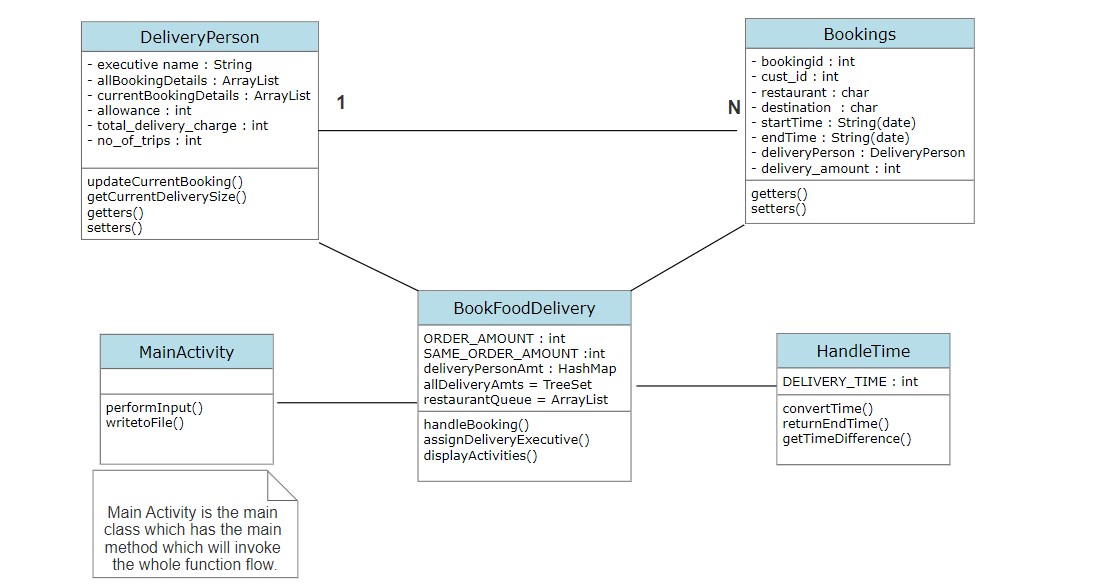 DeliveryPerson
- executive name : String
- allBookingDetails : ArrayList
- currentBookingDetails : ArrayList
- allowance : int
- total_delivery_charge : int
- no_of_trips : int
updateCurrentBooking()
getCurrentDeliverySize()
getters()
setters()
1
N
Bookings
- bookingid : int
- cust_id : int
- restaurant : char
- destination : char
- startTime : String(date)
- endTime : String(date)
- deliveryPerson : DeliveryPerson
- delivery_amount : int
getters()
setters()
BookFoodDelivery
ORDER_AMOUNT : int
SAME_ORDER_AMOUNT :int
deliveryPersonAmt : HashMap
allDeliveryAmts = TreeSet
restaurantQueue = ArrayList
handleBooking()
assignDeliveryExecutive()
displayActivities()
MainActivity
performInput()
writetoFile()
HandleTime
DELIVERY_TIME : int
convertTime()
returnEndTime()
getTimeDifference()
Main Activity is the main
class which has the main
method which will invoke
the whole function flow.